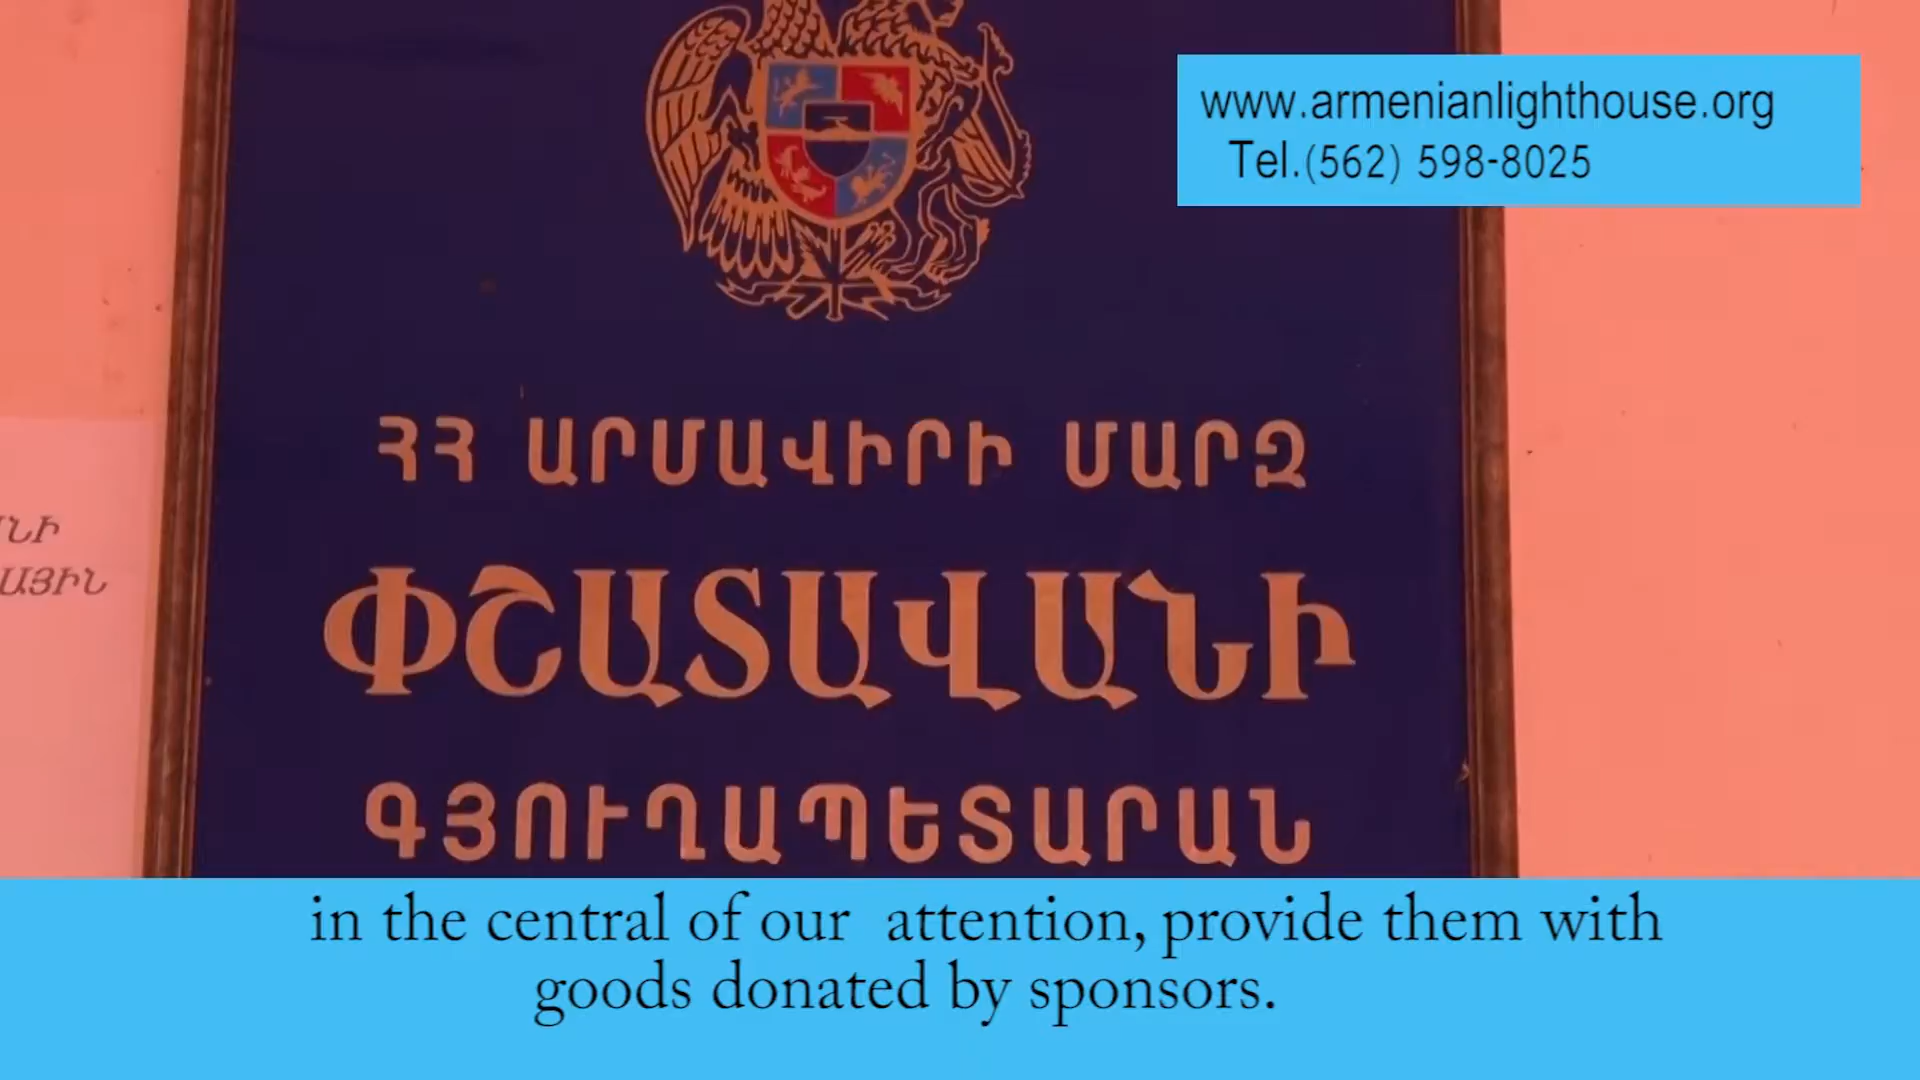 www.armenianlighthouse.org
Tel.(562) 598-8025
ՀՀ ԱՐՄԱՎԻՐԻ ՄԱՐԶ
ՓՇԱՏԱՎԱՆԻ
ԳՅՈՒՂԱՊԵՏԱՐԱՆ
in the central of our attention, provide them with
goods donated by sponsors.